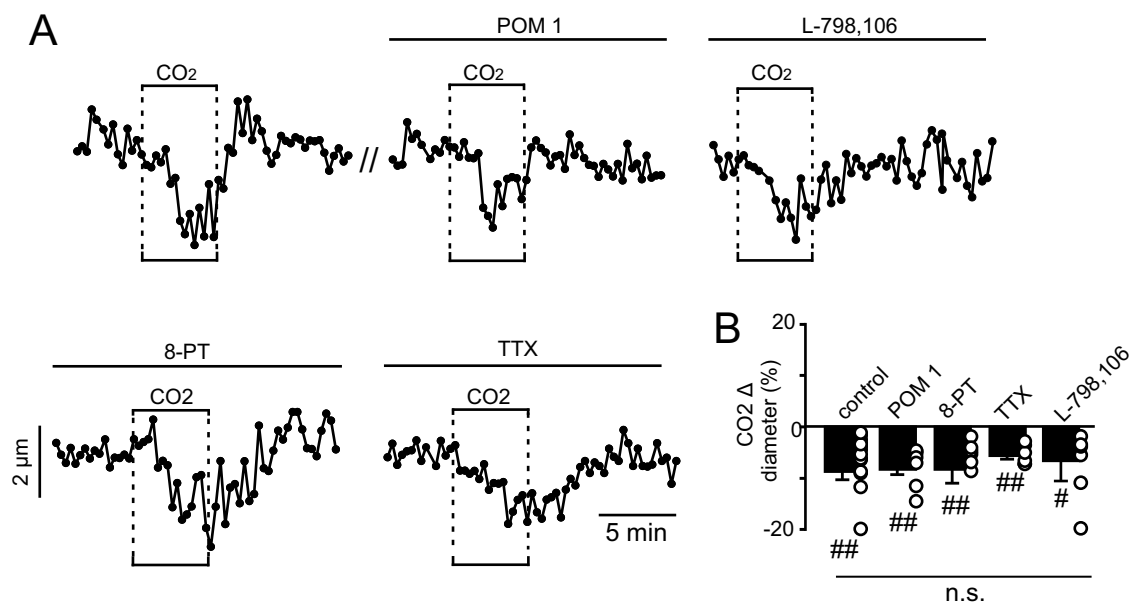 A
POM 1
L-798,106
CO2
CO2
CO2
//
8-PT
TTX
CO2
CO2
2 µm
5 min
B
CO2 Δ
diameter (%)
20
0
-20
control
POM 1
8-PT
TTX
L-798,106
##
##
##
##
#
n.s.